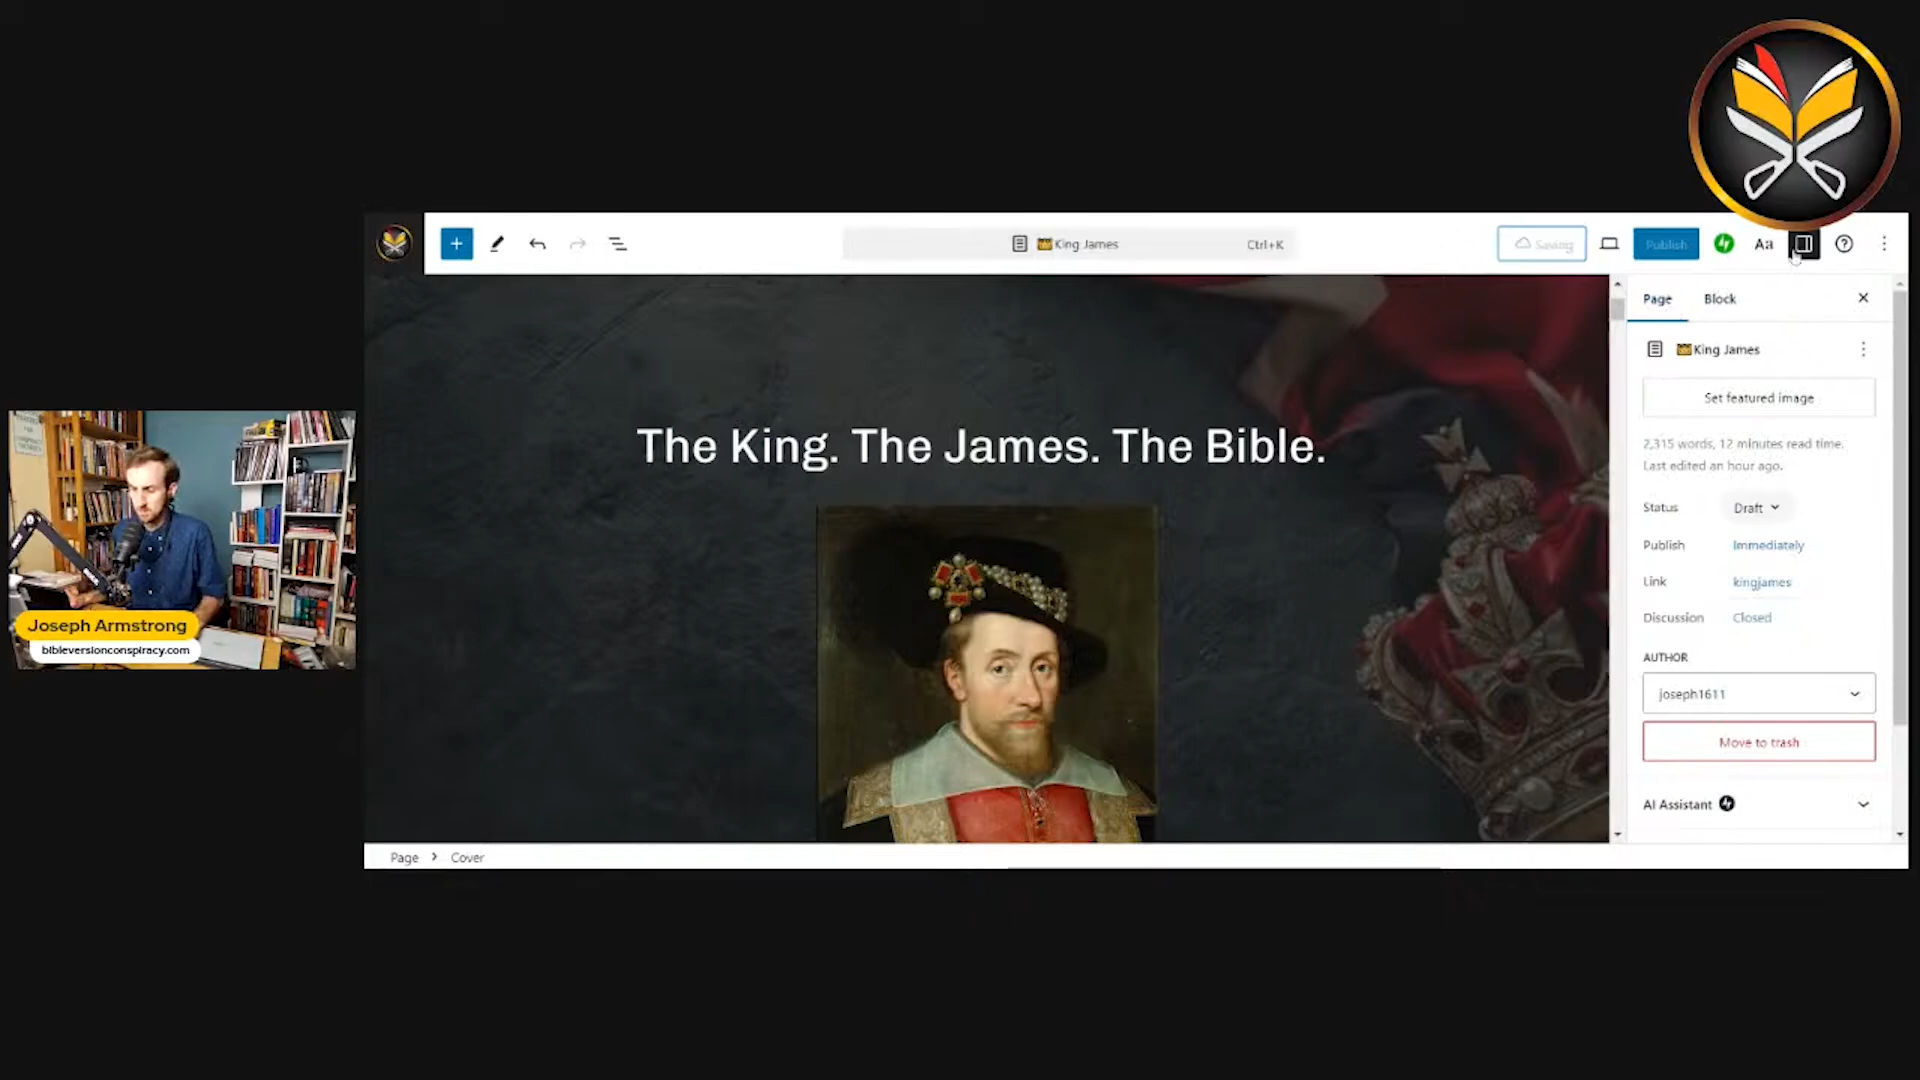 King James
Ctrl+K
Saving
Publish
Aa
Page
Block
King James
Set featured image
2,315 words, 12 minutes read time.
Last edited an hour ago.
Status
Draft
Publish
Immediately
Link
kingjames
Discussion
Closed
AUTHOR
joseph1611
Move to trash
AI Assistant
The King. The James. The Bible.
Joseph Armstrong
bibleversionconspiracy.com
Page
Cover